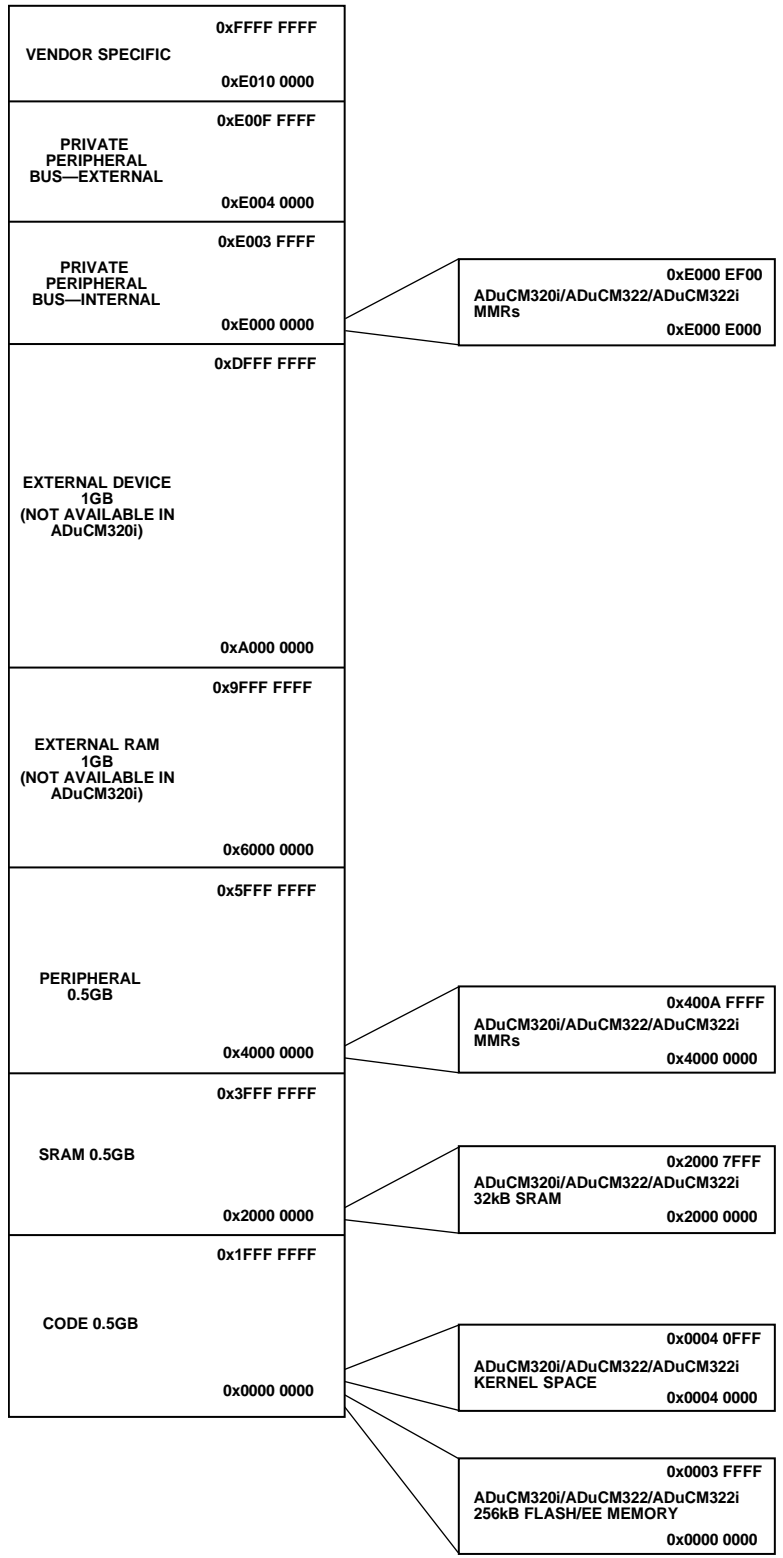 0xFFFF FFFF
VENDOR SPECIFIC
0xE010 0000
0xE00F FFFF
PRIVATE
PERIPHERAL
BUS—EXTERNAL
0xE004 0000
0xE003 FFFF
PRIVATE
PERIPHERAL
BUS—INTERNAL
0xE000 0000
0xE000 EF00
ADuCM320i/ADuCM322/ADuCM322i
MMRs
0xE000 E000
0xDFFF FFFF
EXTERNAL DEVICE
1GB
(NOT AVAILABLE IN
ADuCM320i)
0xA000 0000
0x9FFF FFFF
EXTERNAL RAM
1GB
(NOT AVAILABLE IN
ADuCM320i)
0x6000 0000
0x5FFF FFFF
PERIPHERAL
0.5GB
0x4000 0000
0x400A FFFF
ADuCM320i/ADuCM322/ADuCM322i
MMRs
0x4000 0000
0x3FFF FFFF
SRAM 0.5GB
0x2000 0000
0x2000 7FFF
ADuCM320i/ADuCM322/ADuCM322i
32kB SRAM
0x2000 0000
0x1FFF FFFF
CODE 0.5GB
0x0000 0000
0x0004 0FFF
ADuCM320i/ADuCM322/ADuCM322i
KERNEL SPACE
0x0004 0000
0x0003 FFFF
ADuCM320i/ADuCM322/ADuCM322i
256kB FLASH/EE MEMORY
0x0000 0000